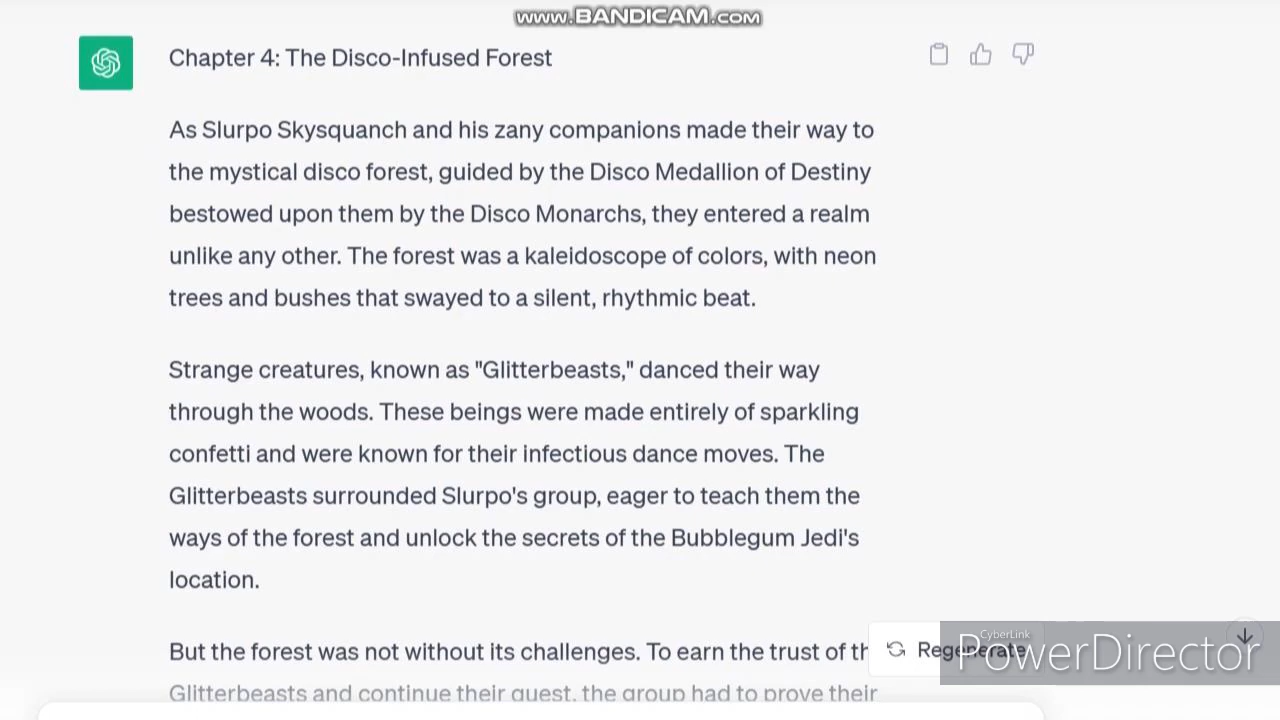 www.BANDICAM.com
Chapter 4: The Disco-Infused Forest
As Slurpo Skysquanch and his zany companions made their way to
the mystical disco forest, guided by the Disco Medallion of Destiny
bestowed upon them by the Disco Monarchs, they entered a realm
unlike any other. The forest was a kaleidoscope of colors, with neon
trees and bushes that swayed to a silent, rhythmic beat.
Strange creatures, known as "Glitterbeasts," danced their way
through the woods. These beings were made entirely of sparkling
confetti and were known for their infectious dance moves. The
Glitterbeasts surrounded Slurpo's group, eager to teach them the
ways of the forest and unlock the secrets of the Bubblegum Jedi's
location.
But the forest was not without its challenges. To earn the trust of th
Glitterbeasts and continue their quest, the group had to prove their
Regenerate
CyberLink
PowerDirector